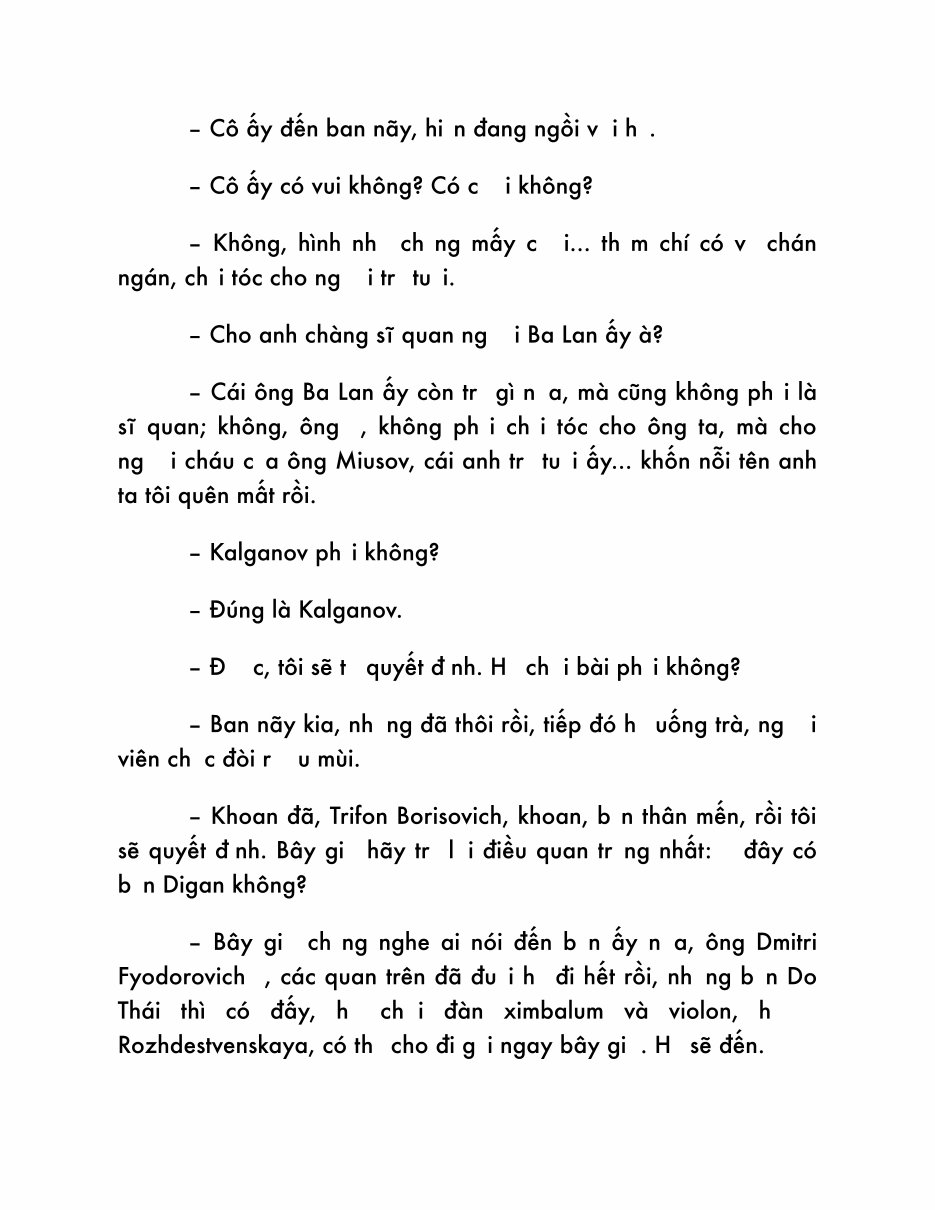 – Cô ấy đến ban nãy, hi n đang ngồi v i h .
– Cô ấy có vui không? Có c i không?
– Không, hình nh ch ng mấy c i... th m chí có v chán
ngán, ch i tóc cho ng i tr tu i.
– Cho anh chàng sĩ quan ng i Ba Lan ấy à?
– Cái ông Ba Lan ấy còn tr gì n a, mà cũng không ph i là
sĩ quan; không, ông , không ph i ch i tóc cho ông ta, mà cho
ng i cháu c a ông Miusov, cái anh tr tu i ấy... khốn nỗi tên anh
ta tôi quên mất rồi.
– Kalganov ph i không?
– Đúng là Kalganov.
– Đ c, tôi sẽ t quyết đ nh. H ch i bài ph i không?
– Ban nãy kia, nh ng đã thôi rồi, tiếp đó h uống trà, ng i
viên ch c đòi r u mùi.
– Khoan đã, Trifon Borisovich, khoan, b n thân mến, rồi tôi
sẽ quyết đ nh. Bây gi hãy tr l i điều quan tr ng nhất: đây có
b n Digan không?
– Bây gi ch ng nghe ai nói đến b n ấy n a, ông Dmitri
Fyodorovich , các quan trên đã đu i h đi hết rồi, nh ng b n Do
Thái thì có đấy, h ch i đàn ximbalum và violon, h
Rozhdestvenskaya, có th cho đi g i ngay bây gi . H sẽ đến.